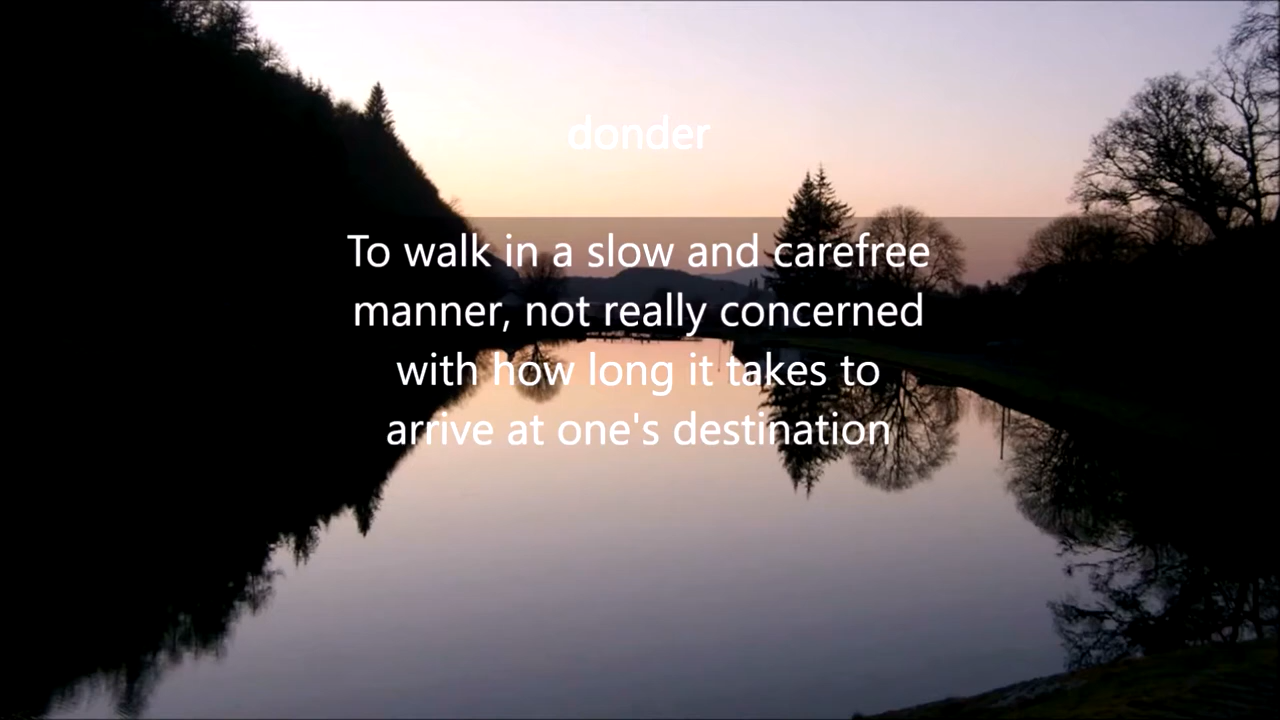 donder
To walk in a slow and carefree
manner, not really concerned
with how long it takes to
arrive at one's destination